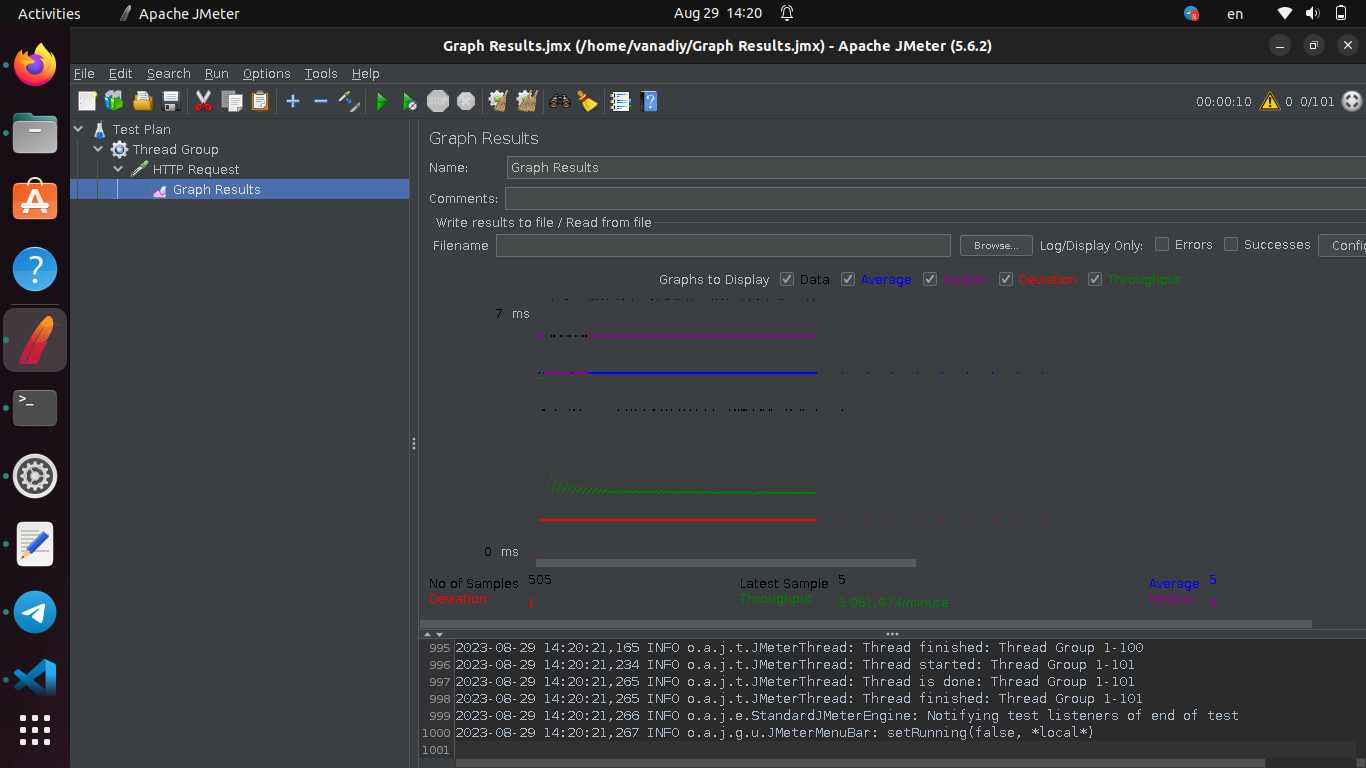 Activities Apache JMeter Aug 29 14:20 8 en
Graph Results.jmx (/home/vanadiy/Graph Results.jmx) - Apache JMeter (5.6.2)
File Edit Search Run Options Tools Help
00:00:10 0 0/101
Test Plan
Thread Group
HTTP Request
Graph Results
Graph Results
Name: Graph Results
Comments:
Write results to file / Read from file
Filename Browse... Log/Display Only: Errors Successes
Graphs to Display Data Average Median Deviation Throughput
7 ms
0 ms
No of Samples 505 Latest Sample 5 Average 5
Deviation 1 Throughput 3 051,974/minute Median 6
995 2023-08-29 14:20:21,165 INFO o.a.j.t.JMeterThread: Thread finished: Thread Group 1-100
996 2023-08-29 14:20:21,234 INFO o.a.j.t.JMeterThread: Thread started: Thread Group 1-101
997 2023-08-29 14:20:21,265 INFO o.a.j.t.JMeterThread: Thread is done: Thread Group 1-101
998 2023-08-29 14:20:21,265 INFO o.a.j.t.JMeterThread: Thread finished: Thread Group 1-101
999 2023-08-29 14:20:21,266 INFO o.a.j.e.StandardJMeterEngine: Notifying test listeners of end of test
1000 2023-08-29 14:20:21,267 INFO o.a.j.g.u.JMeterMenuBar: setRunning(false, *local*)
1001